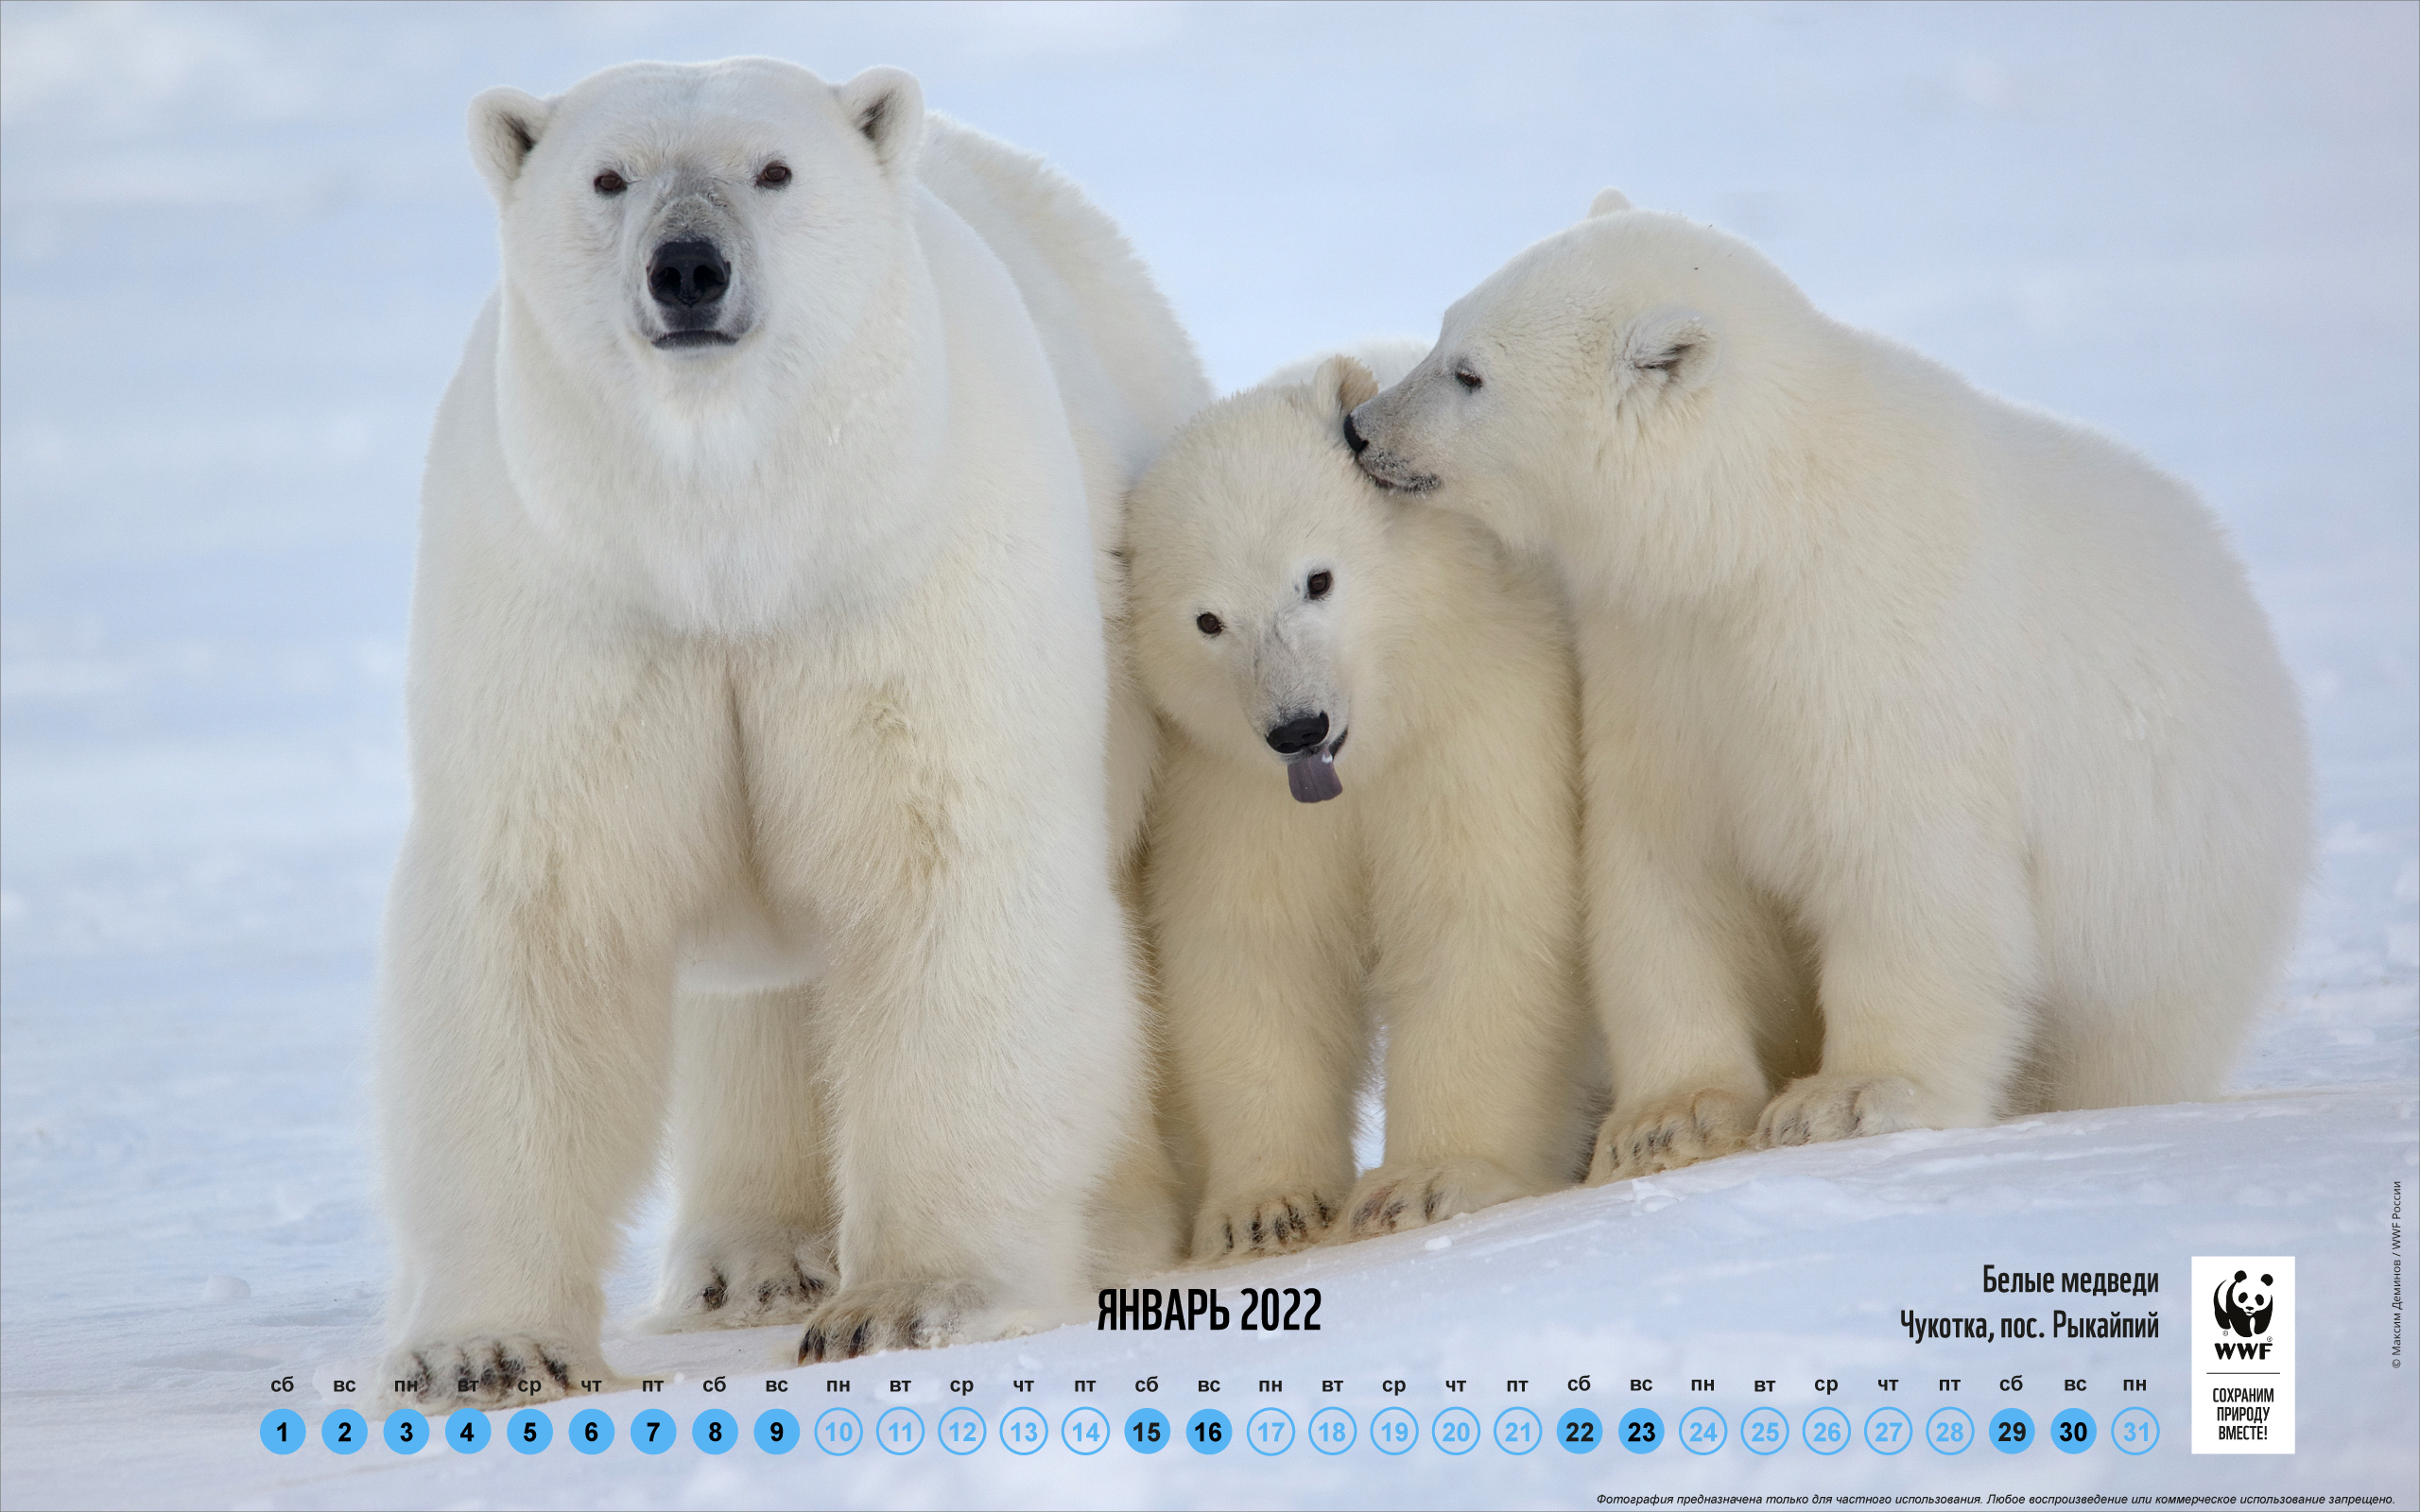 © Максим Деминов / WWF России
Белые медведи
Чукотка, пос. Рыкайпий
ЯНВАРЬ 2022
сб вс пн вт ср чт пт сб вс пн вт ср чт пт сб вс пн вт ср чт пт сб вс пн вт ср чт пт сб вс пн
1 2 3 4 5 6 7 8 9 10 11 12 13 14 15 16 17 18 19 20 21 22 23 24 25 26 27 28 29 30 31
WWF
СОХРАНИМ
ПРИРОДУ
ВМЕСТЕ!
Фотография предназначена только для частного использования. Любое воспроизведение или коммерческое использование запрещено.